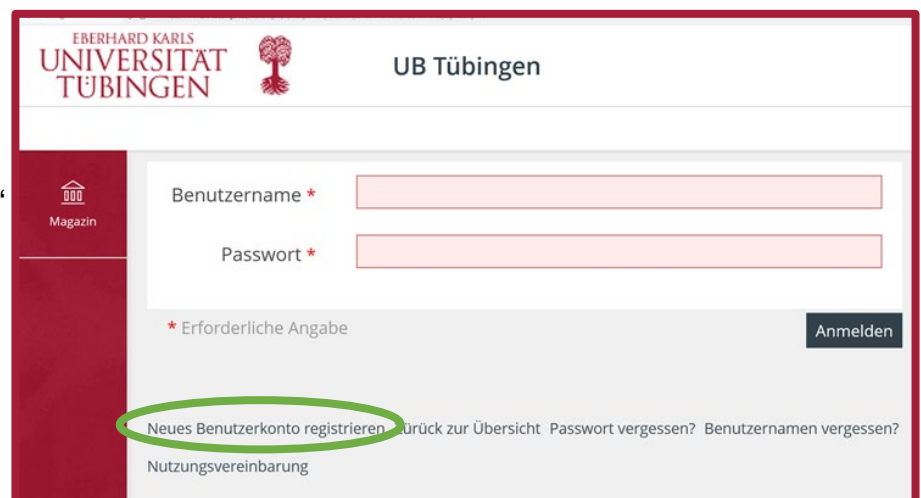 EBERHARD KARLS
UNIVERSITÄT
TÜBINGEN
UB Tübingen
“
Magazin
Benutzername *
Passwort *
* Erforderliche Angabe
Anmelden
Neues Benutzerkonto registrieren Zurück zur Übersicht Passwort vergessen? Benutzernamen vergessen?
Nutzungsvereinbarung